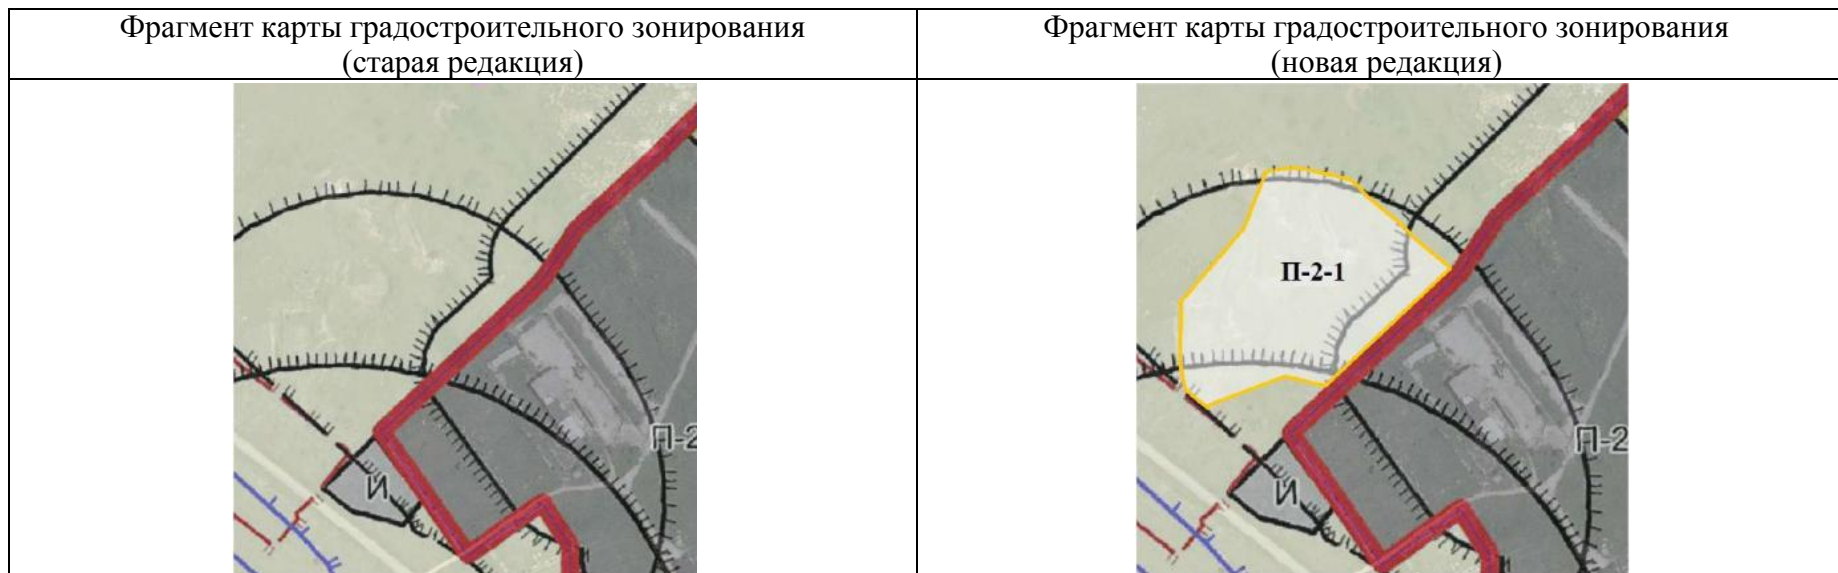 Фрагмент карты градостроительного зонирования
(старая редакция)
Фрагмент карты градостроительного зонирования
(новая редакция)
П-2
И
П-2-1
П-2
И